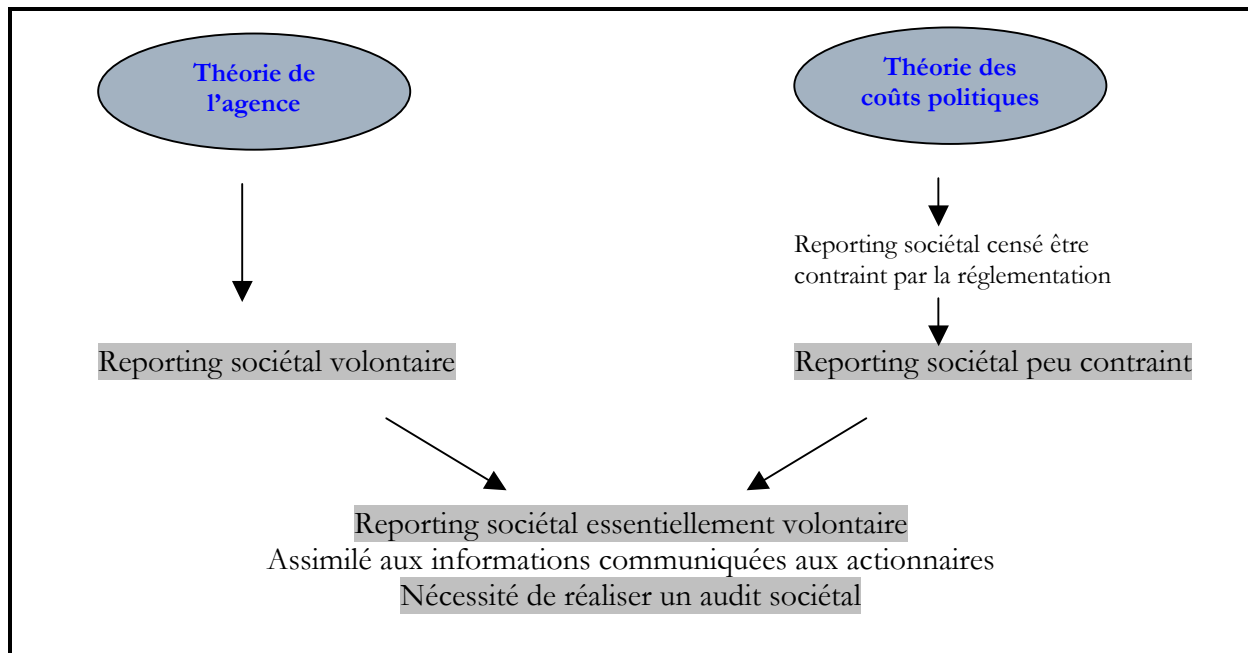 Théorie de
l’agence
Théorie des
coûts politiques
Reporting sociétal censé être
contraint par la réglementation
Reporting sociétal volontaire
Reporting sociétal peu contraint
Reporting sociétal essentiellement volontaire
Assimilé aux informations communiquées aux actionnaires
Nécessité de réaliser un audit sociétal